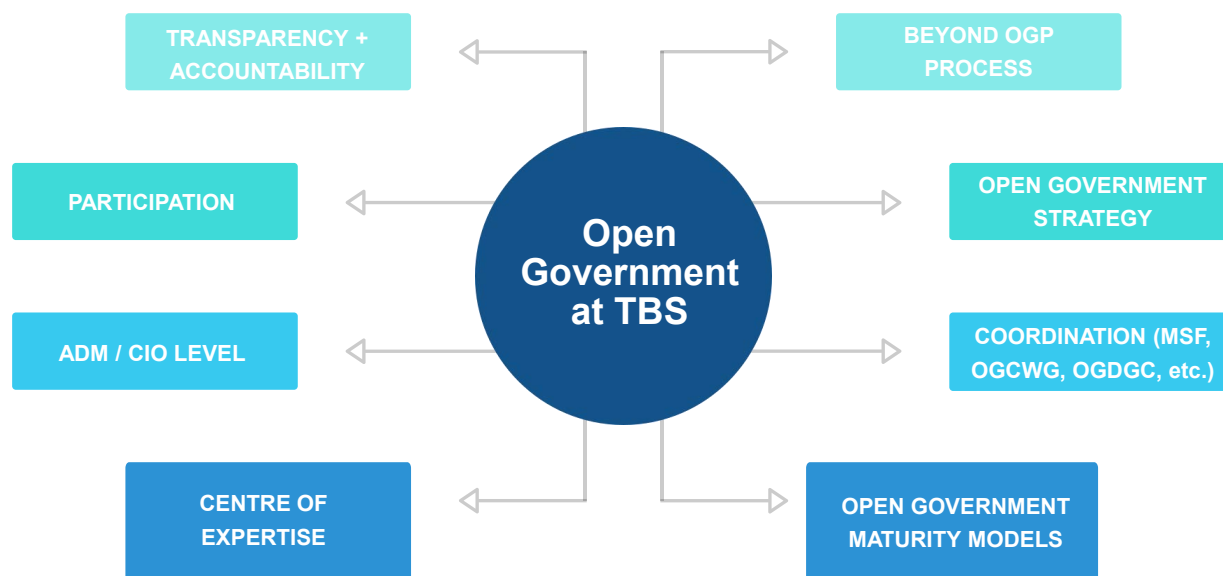 TRANSPARENCY +
ACCOUNTABILITY
BEYOND OGP
PROCESS
PARTICIPATION
OPEN GOVERNMENT
STRATEGY
Open
Government
at TBS
ADM / CIO LEVEL
COORDINATION (MSF,
OGCWG, OGDGC, etc.)
CENTRE OF
EXPERTISE
OPEN GOVERNMENT
MATURITY MODELS